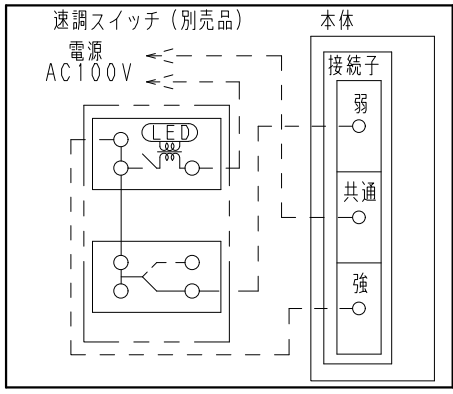 速調スイッチ（別売品）
本体
電源
AC100V
接続子
LED
弱
共通
強